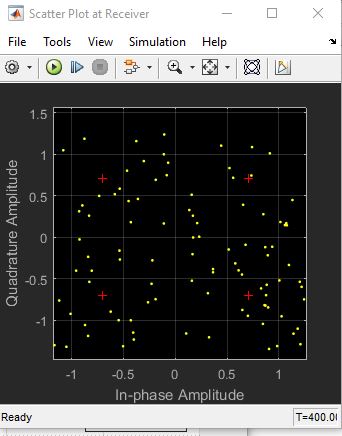 Scatter Plot at Receiver
File Tools View Simulation Help
1.5
1
0.5
0
-0.5
-1
Quadrature Amplitude
-1 -0.5 0 0.5 1
In-phase Amplitude
Ready T=400.0